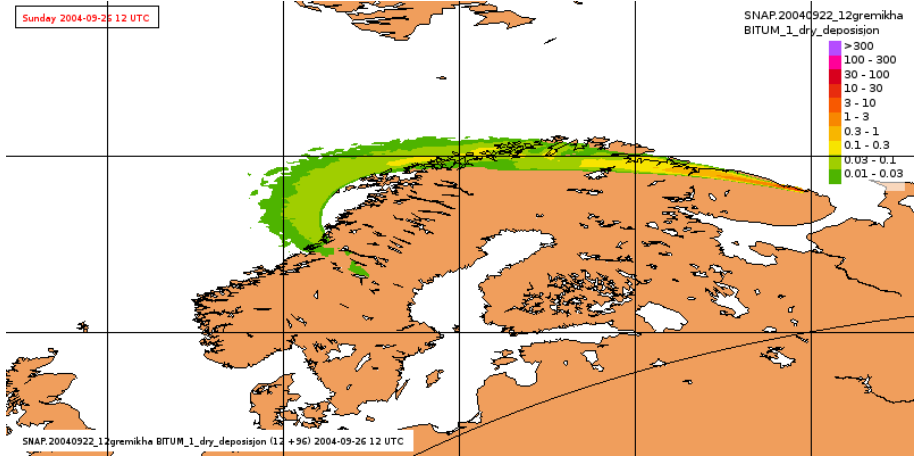 Sunday 2004-09-26 12 UTC
SNAP.20040922_12gremikha
BITUM_1_dry_deposisjon
>300
100 - 300
30 - 100
10 - 30
3 - 10
1 - 3
0.3 - 1
0.1 - 0.3
0.03 - 0.1
0.01 - 0.03
SNAP.20040922_12gremikha BITUM_1_dry_deposisjon (12 +96) 2004-09-26 12 UTC